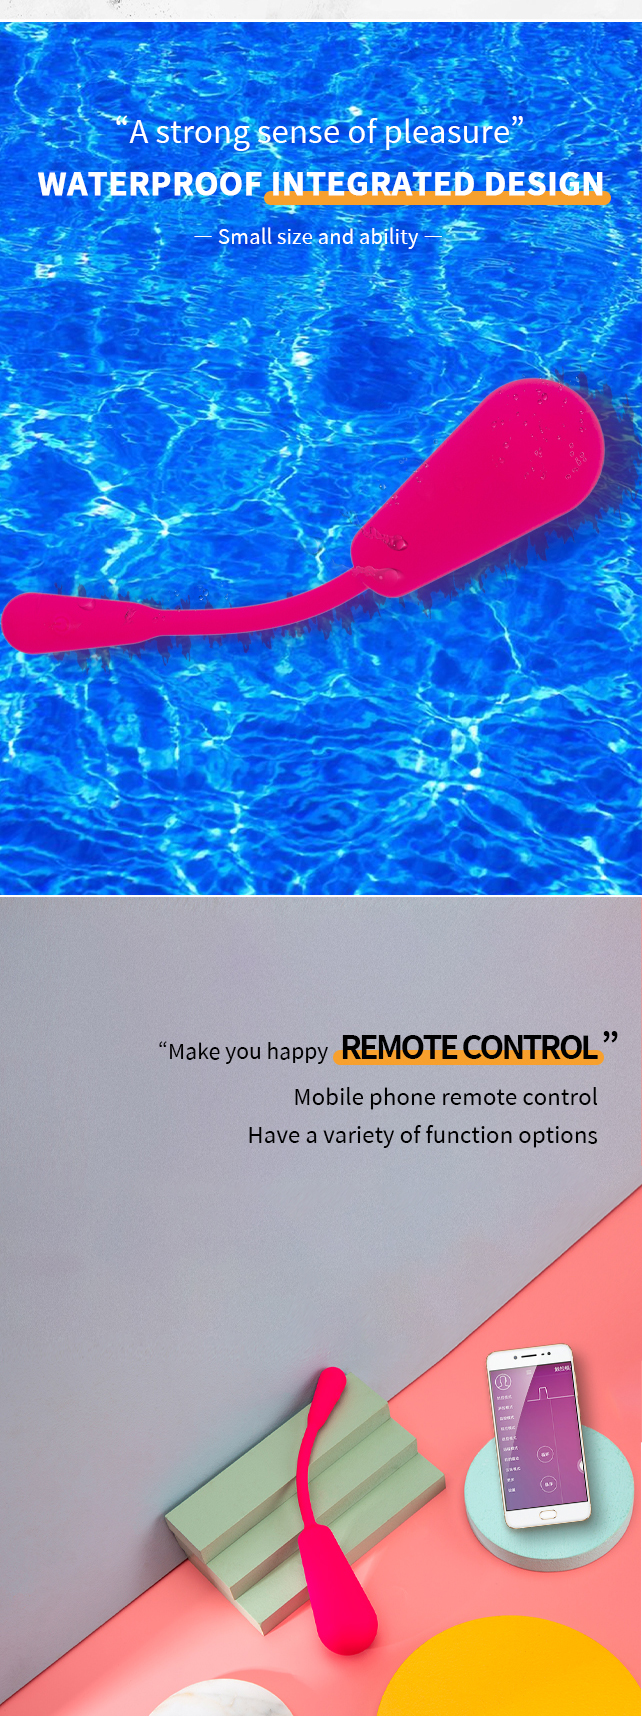 “A strong sense of pleasure”
WATERPROOF INTEGRATED DESIGN
— Small size and ability —
“Make you happy REMOTE CONTROL”
Mobile phone remote control
Have a variety of function options